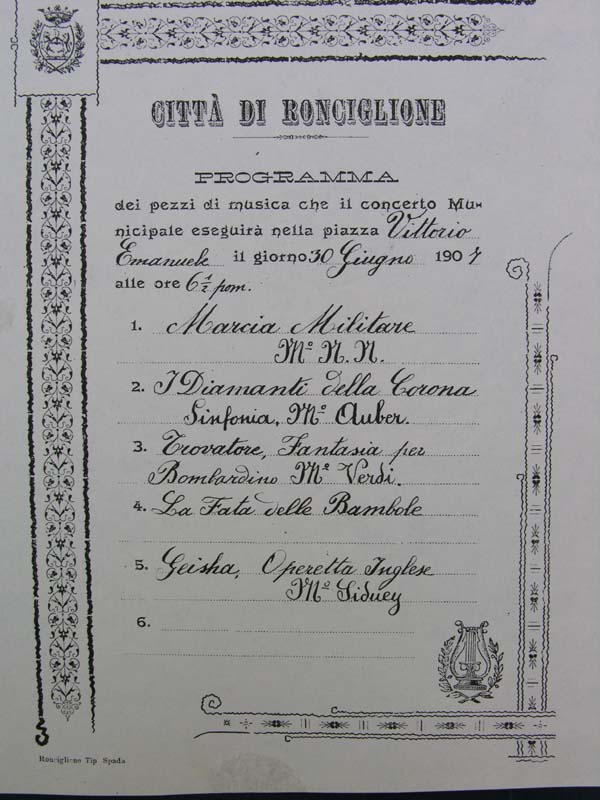 CITTÀ DI RONCIGLIONE
PROGRAMMA
dei pezzi di musica che il concerto Mu-
nicipale eseguirà nella piazza Vittorio
Emanuele il giorno 30 Giugno 1907
alle ore 6 1/2 pom.
1. Marcia Militare
Mº N. N.
2. I Diamanti della Corona
Sinfonia, Mº Auber.
3. Trovatore, Fantasia per
Bombardino Mº Verdi.
4. La Fata delle Bambole
5. Geisha, Operetta Inglese
Mº Sidney
6.
Ronciglione Tip Spada